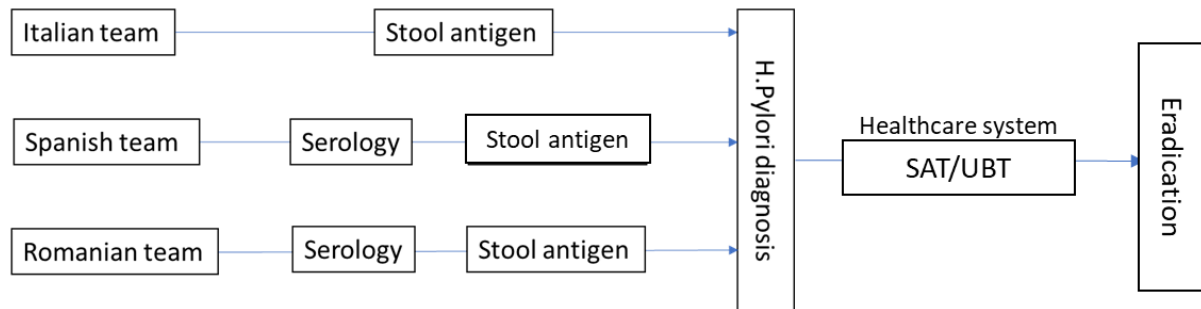 Italian team
Stool antigen
Spanish team
Serology
Stool antigen
Romanian team
Serology
Stool antigen
H.Pylori diagnosis
Healthcare system
SAT/UBT
Eradication